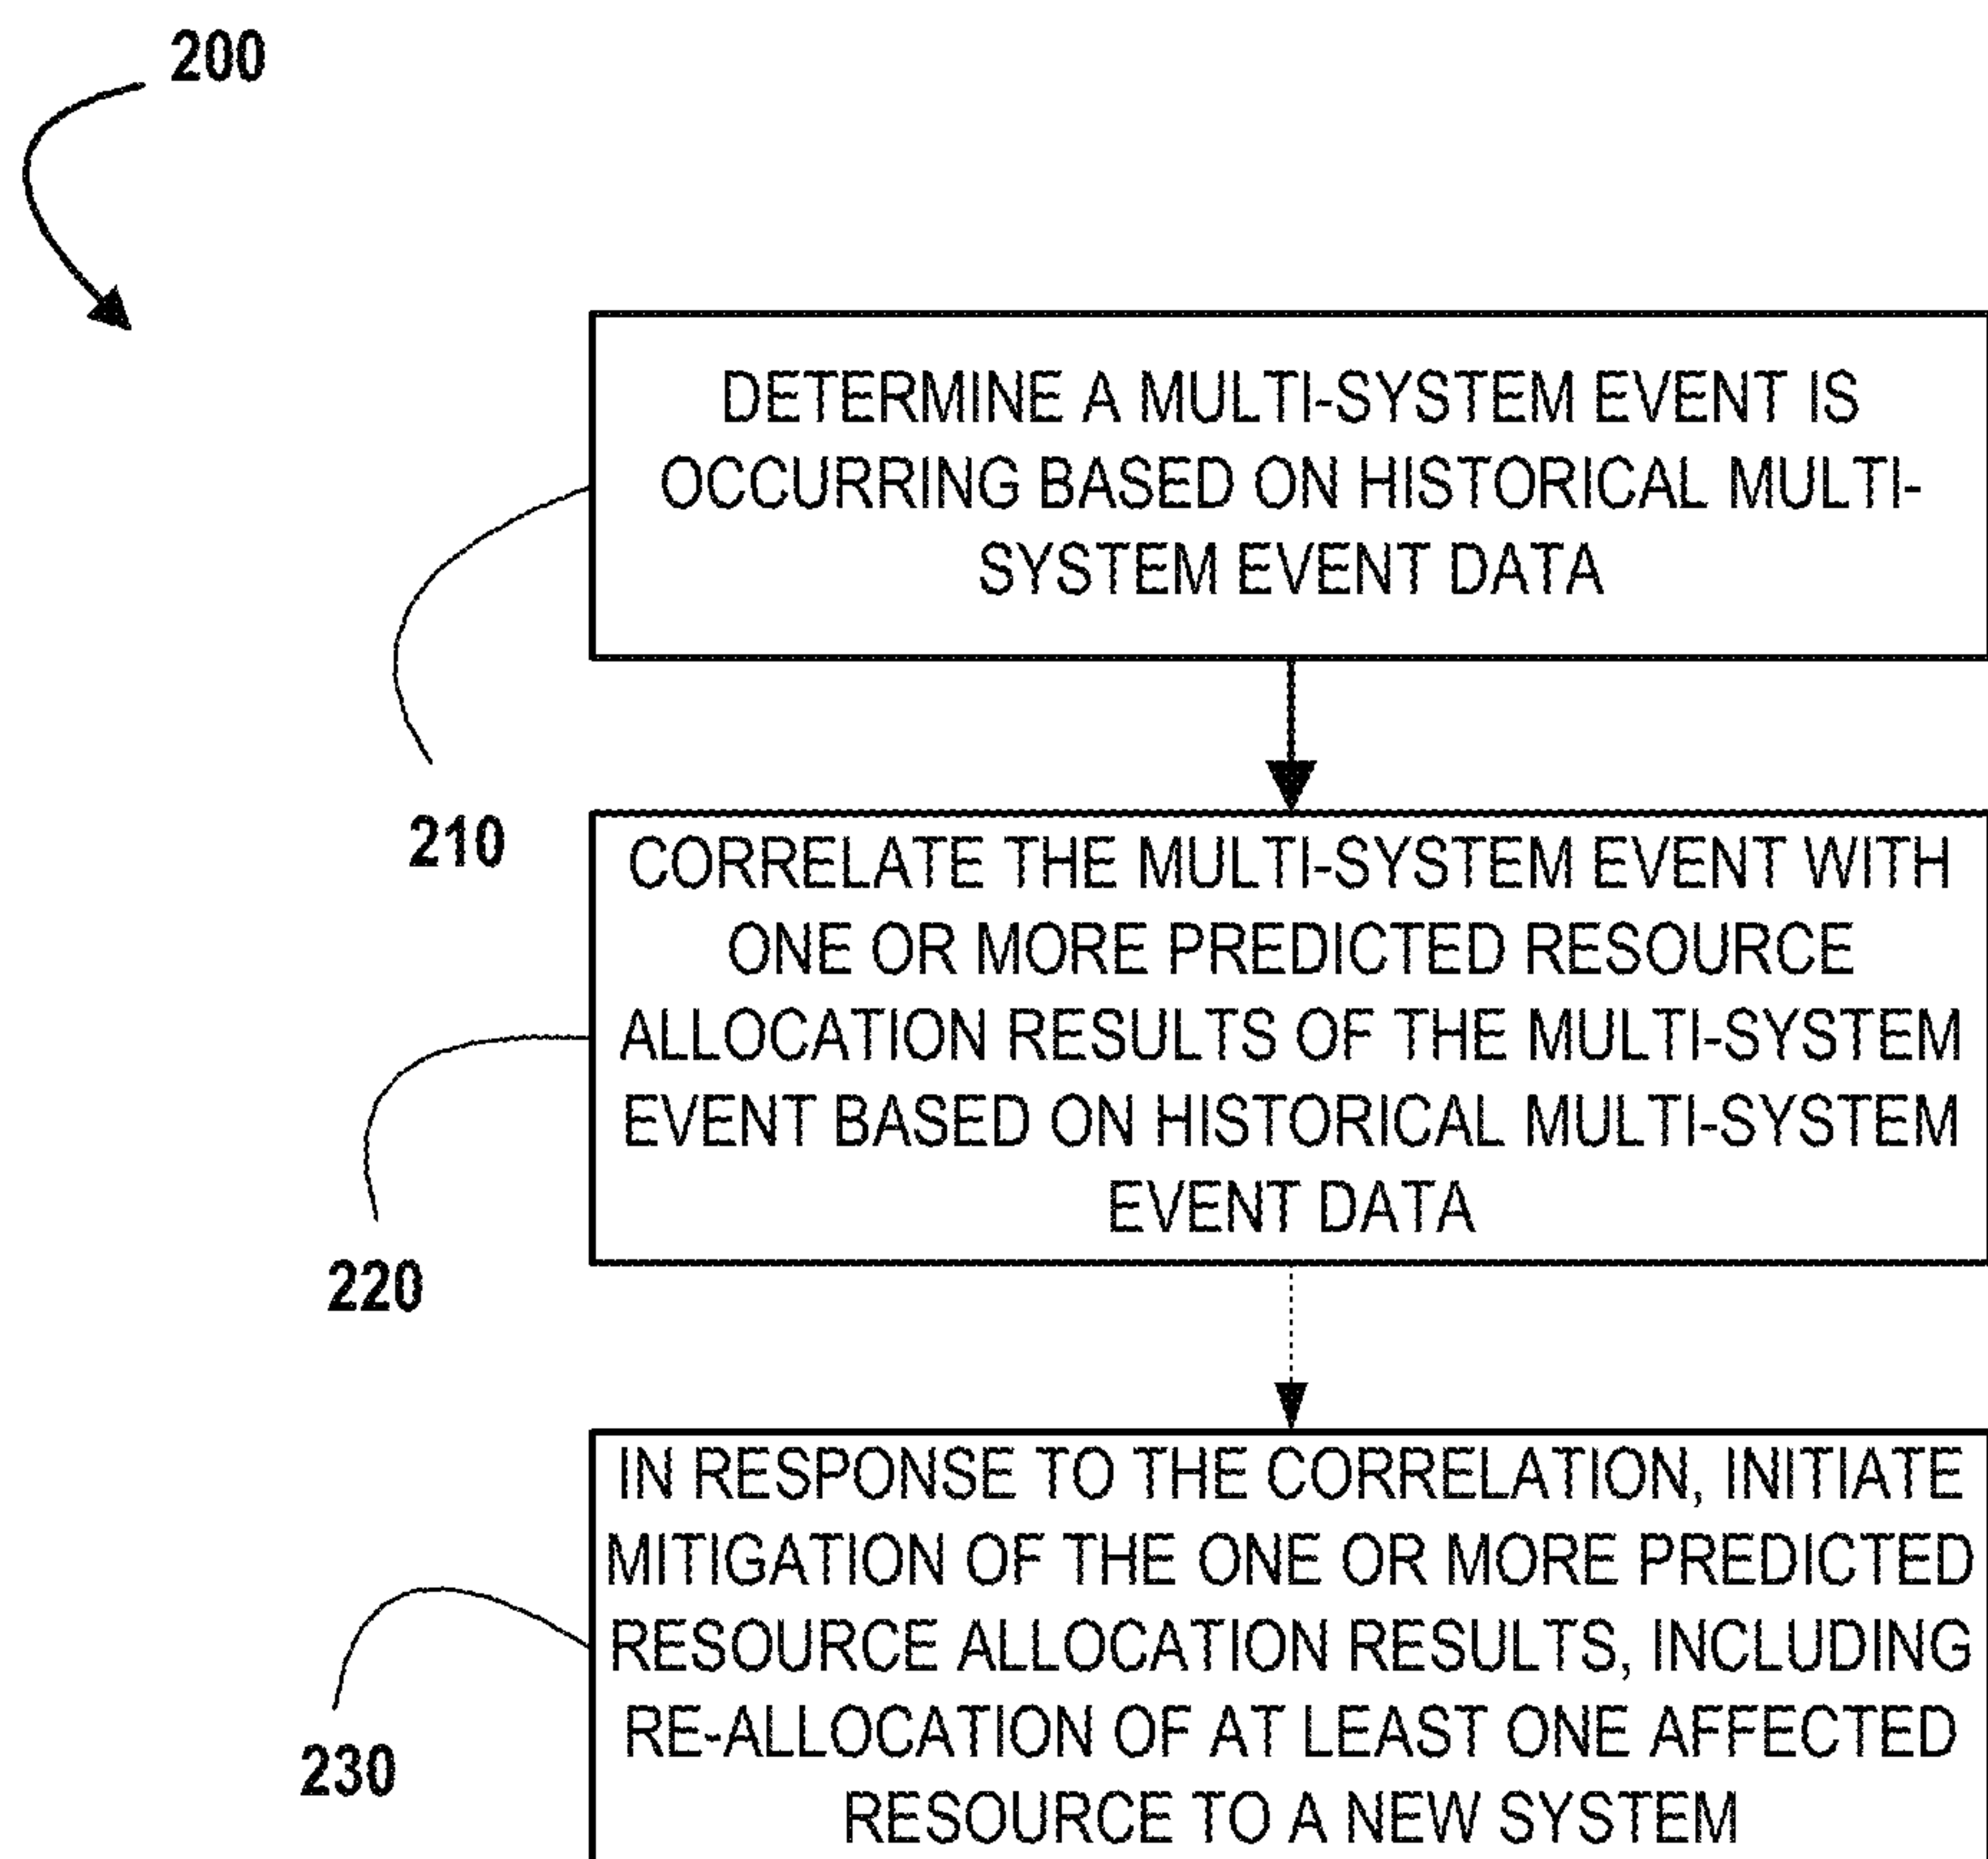 200
DETERMINE A MULTI-SYSTEM EVENT IS
OCCURRING BASED ON HISTORICAL MULTI-
SYSTEM EVENT DATA
210
CORRELATE THE MULTI-SYSTEM EVENT WITH
ONE OR MORE PREDICTED RESOURCE
ALLOCATION RESULTS OF THE MULTI-SYSTEM
EVENT BASED ON HISTORICAL MULTI-SYSTEM
EVENT DATA
220
IN RESPONSE TO THE CORRELATION, INITIATE
MITIGATION OF THE ONE OR MORE PREDICTED
RESOURCE ALLOCATION RESULTS, INCLUDING
RE-ALLOCATION OF AT LEAST ONE AFFECTED
RESOURCE TO A NEW SYSTEM
230